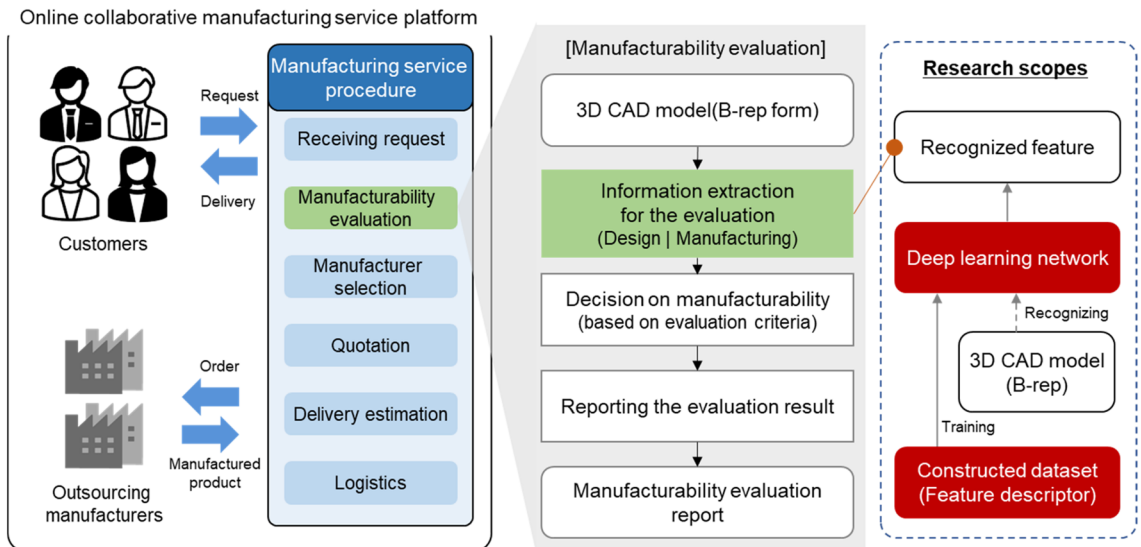 Online collaborative manufacturing service platform
Request
Delivery
Customers
Order
Manufactured
product
Outsourcing
manufacturers
Manufacturing service
procedure
Receiving request
Manufacturability
evaluation
Manufacturer
selection
Quotation
Delivery estimation
Logistics
[Manufacturability evaluation]
3D CAD model(B-rep form)
Information extraction
for the evaluation
(Design | Manufacturing)
Decision on manufacturability
(based on evaluation criteria)
Reporting the evaluation result
Manufacturability evaluation
report
Research scopes
Recognized feature
Deep learning network
Recognizing
3D CAD model
(B-rep)
Training
Constructed dataset
(Feature descriptor)